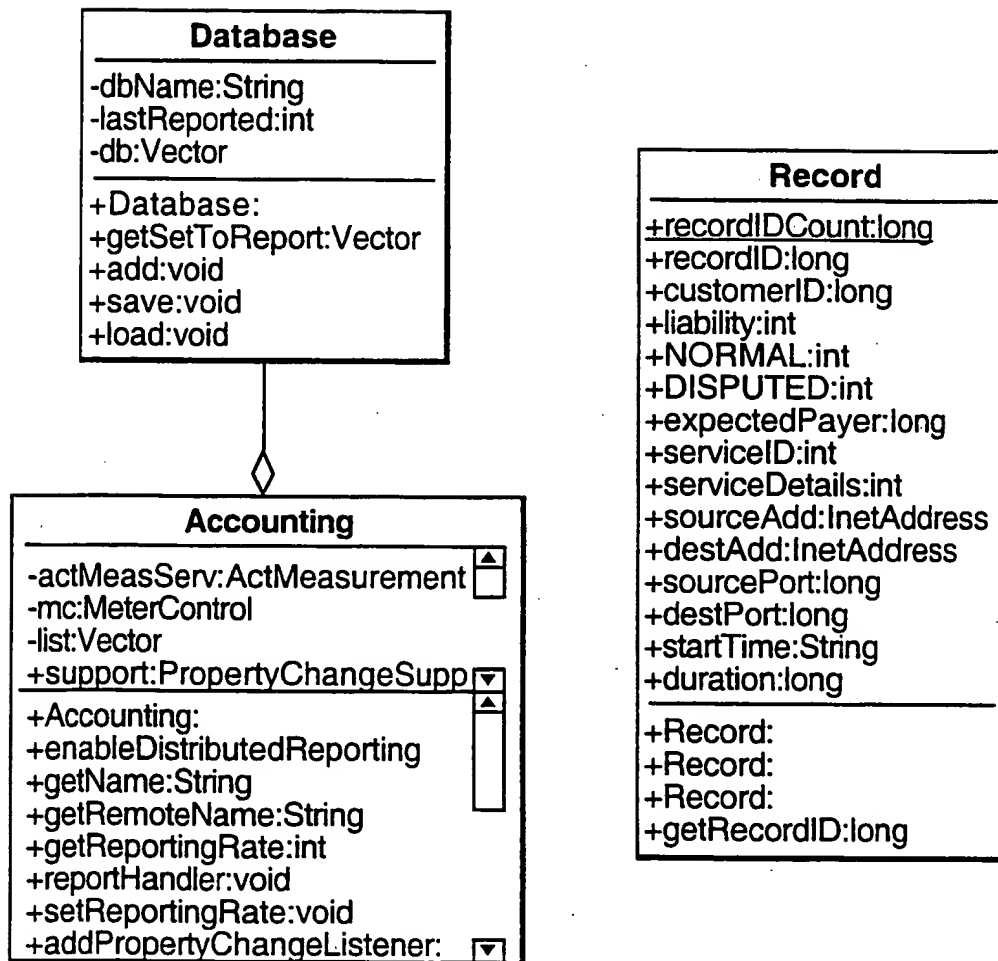 Database
-dbName:String
-lastReported:int
-db:Vector
+Database:
+getSetToReport:Vector
+add:void
+save:void
+load:void
Accounting
-actMeasServ:ActMeasurement
-mc:MeterControl
-list:Vector
+support:PropertyChangeSupp
+Accounting:
+enableDistributedReporting
+getName:String
+getRemoteName:String
+getReportingRate:int
+reportHandler:void
+setReportingRate:void
+addPropertyChangeListener:
Record
+recordIDCount:long
+recordID:long
+customerID:long
+liability:int
+NORMAL:int
+DISPUTED:int
+expectedPayer:long
+serviceID:int
+serviceDetails:int
+sourceAdd:InetAddress
+destAdd:InetAddress
+sourcePort:long
+destPort:long
+startTime:String
+duration:long
+Record:
+Record:
+Record:
+getRecordID:long